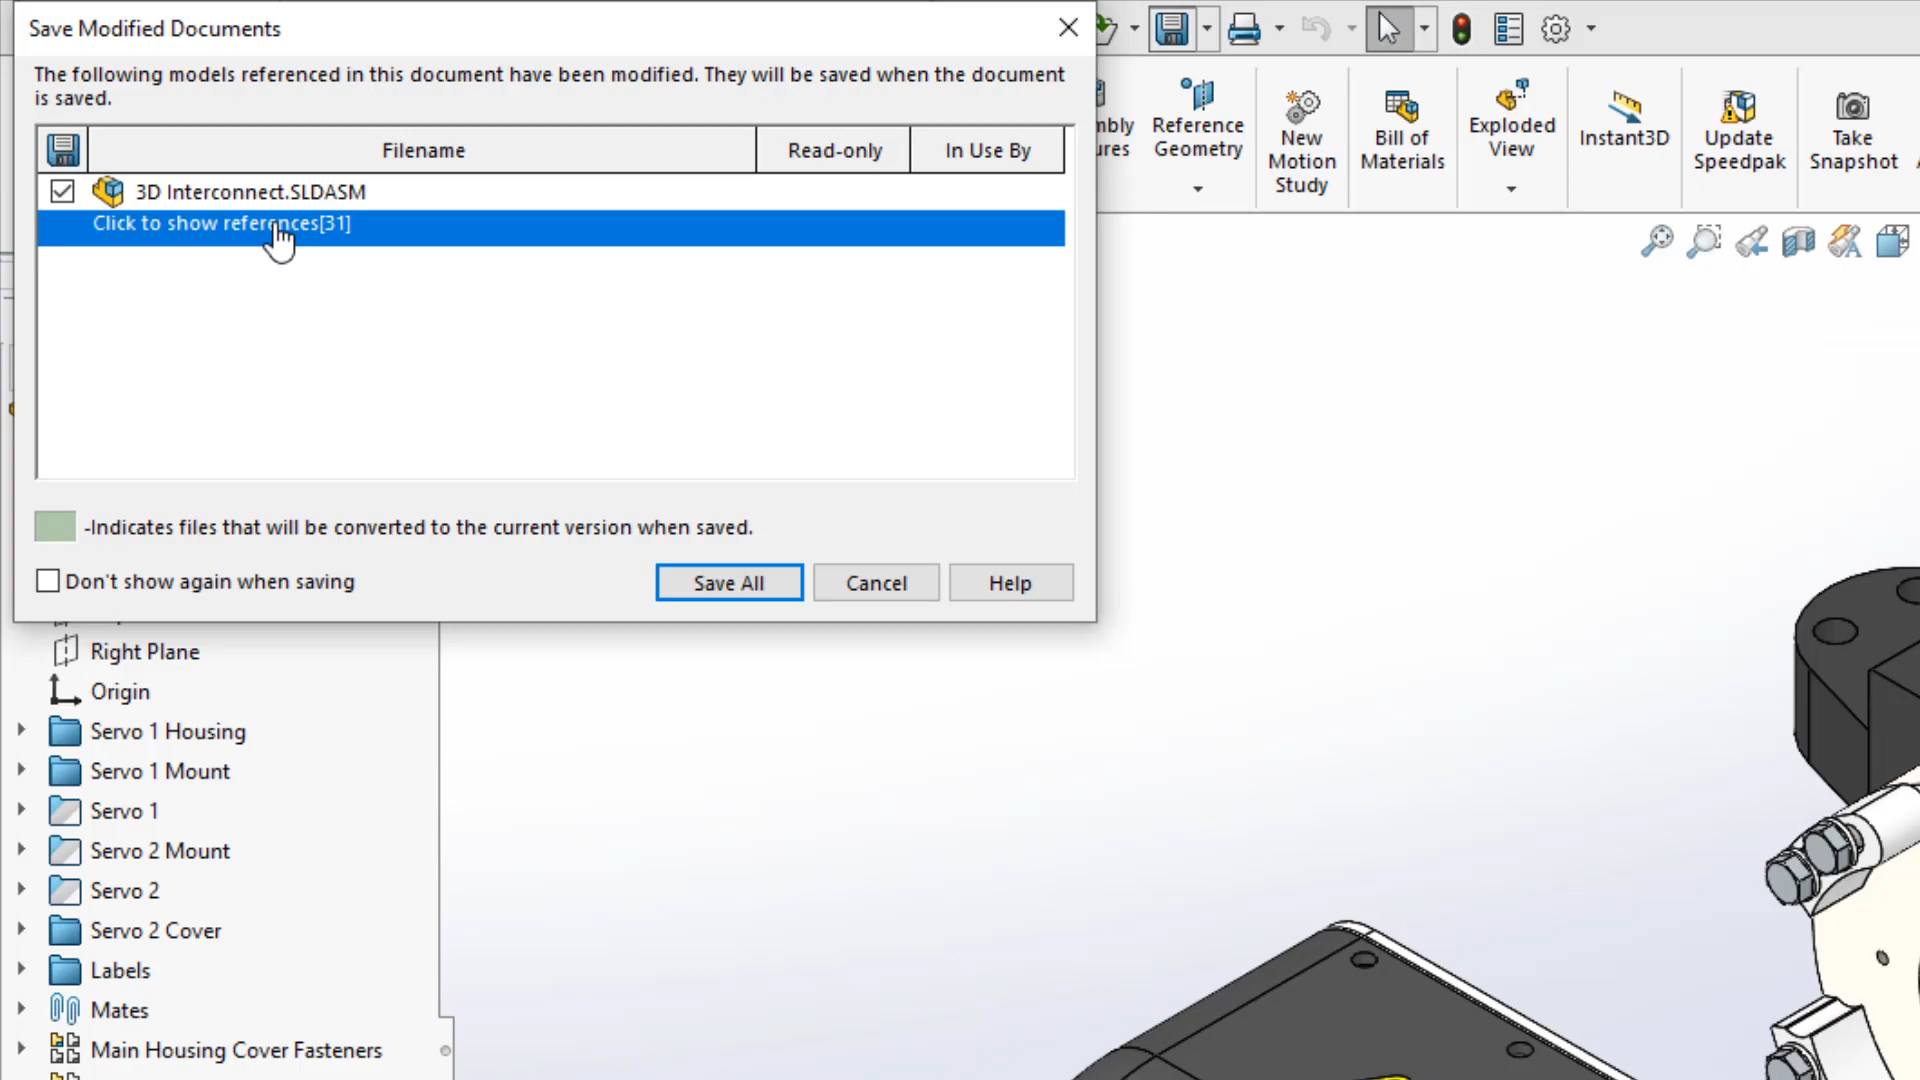 Save Modified Documents
The following models referenced in this document have been modified. They will be saved when the document
is saved.
Filename
Read-only
In Use By
3D Interconnect.SLDASM
Click to show references[31]
-Indicates files that will be converted to the current version when saved.
Don't show again when saving
Save All
Cancel
Help
Reference
Geometry
New
Motion
Study
Bill of
Materials
Exploded
View
Instant3D
Update
Speedpak
Take
Snapshot
Right Plane
Origin
Servo 1 Housing
Servo 1 Mount
Servo 1
Servo 2 Mount
Servo 2
Servo 2 Cover
Labels
Mates
Main Housing Cover Fasteners